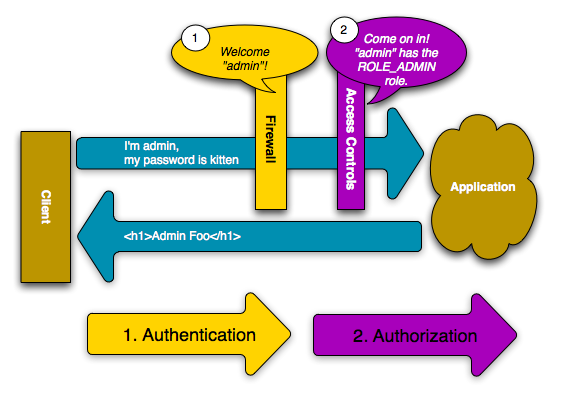 1
Welcome
"admin"!
2
Come on in!
"admin" has the
ROLE_ADMIN
role.
Firewall
Access Controls
I'm admin,
my password is kitten
Client
Application
<h1>Admin Foo</h1>
1. Authentication
2. Authorization